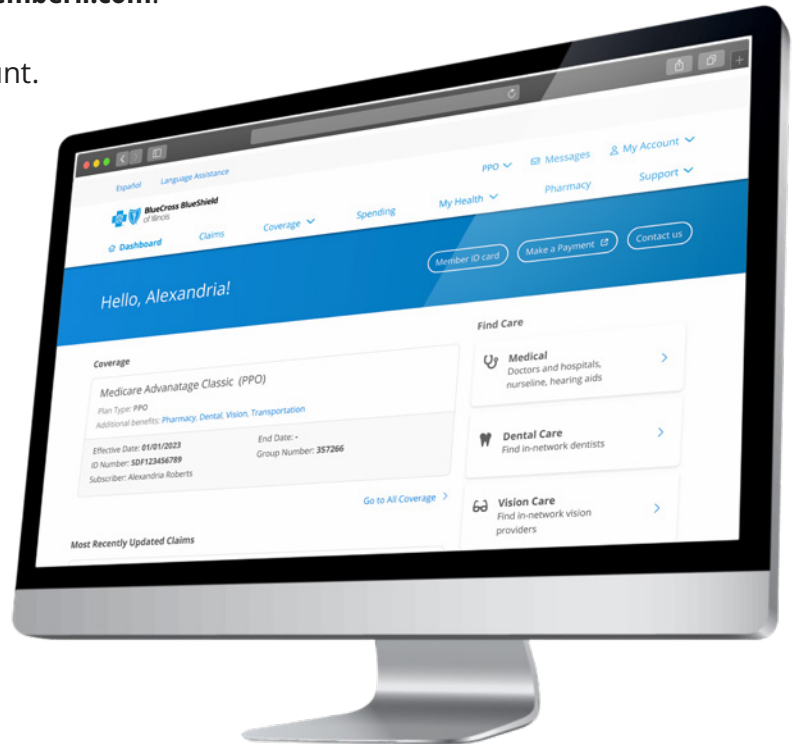 unt.
Español Language Assistance
PPO Messages My Account
BlueCross BlueShield
of Illinois
Dashboard Claims Coverage Spending My Health Pharmacy Support
Member ID card Make a Payment Contact us
Hello, Alexandria!
Coverage
Medicare Advanatage Classic (PPO)
Plan Type: PPO
Additional benefits: Pharmacy, Dental, Vision, Transportation
Effective Date: 01/01/2023 End Date: -
ID Number: SDF123456789 Group Number: 357266
Subscriber: Alexandria Roberts
Go to All Coverage
Most Recently Updated Claims
Find Care
Medical
Doctors and hospitals,
nurseline, hearing aids
Dental Care
Find in-network dentists
Vision Care
Find in-network vision
providers